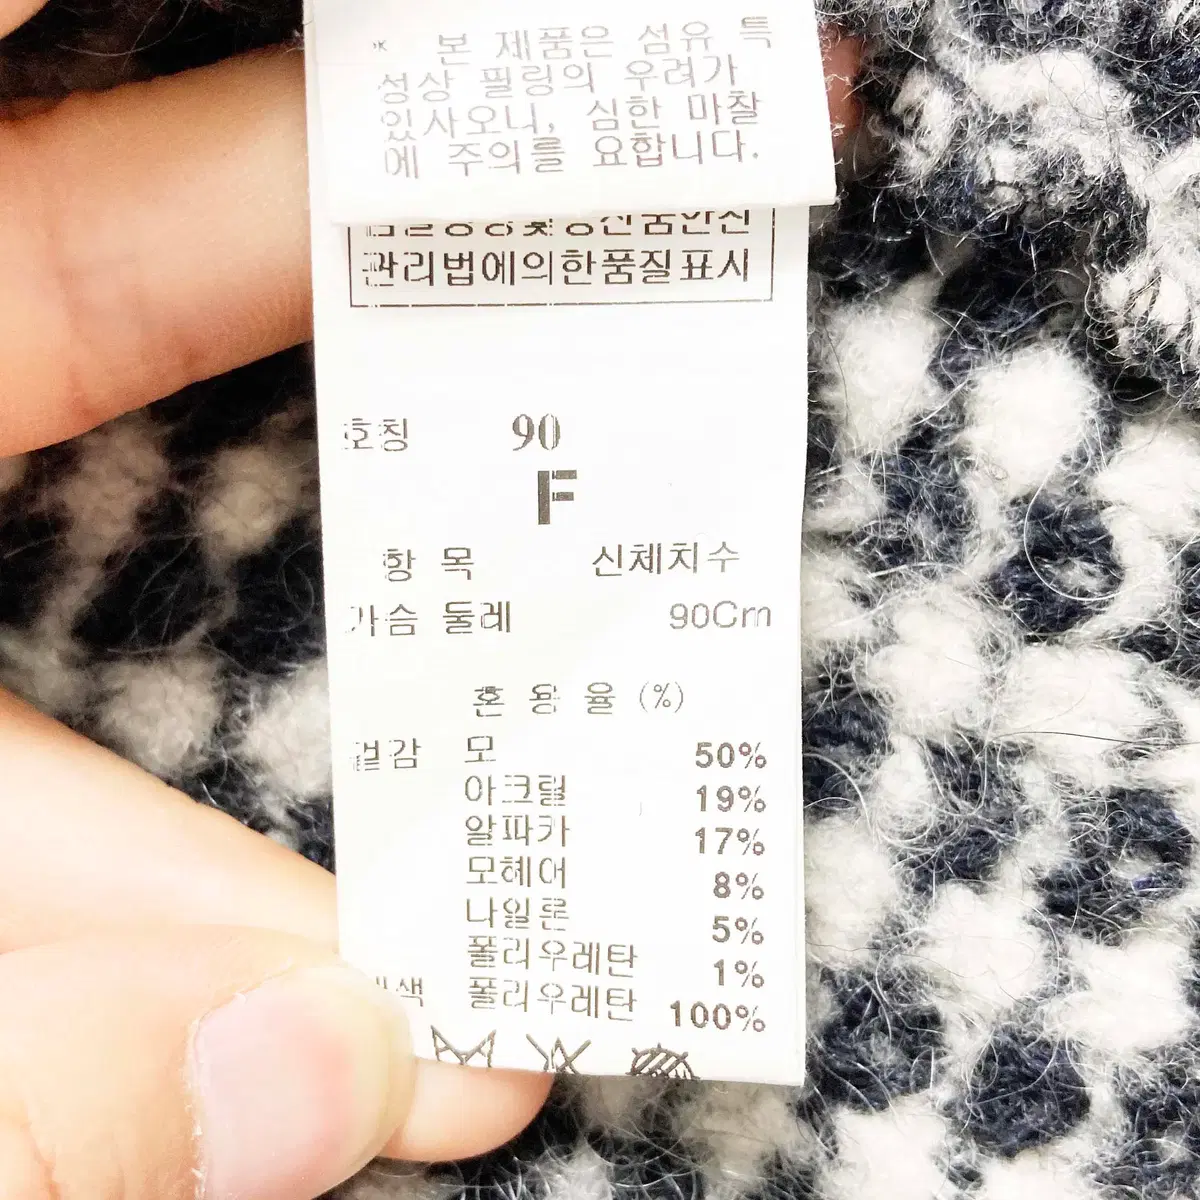 * 본 제품은 섬유 특
성상 필링의 우려가
있사오니, 심한 마찰
에 주의를 요합니다.
관리법에의한품질표시
호칭 90
F
항 목 신체치수
가슴 둘레 90Cm
혼 용 율 (%)
겉감 모 50%
아크릴 19%
알파카 17%
모헤어 8%
나일론 5%
폴리우레탄 1%
폴리우레탄 100%